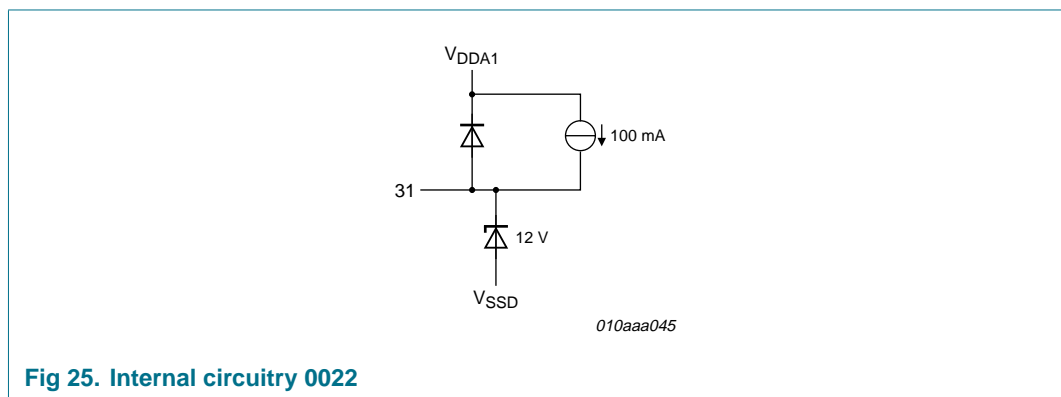 VDDA1
100 mA
31
12 V
VSSD
010aaa045
Fig 25. Internal circuitry 0022